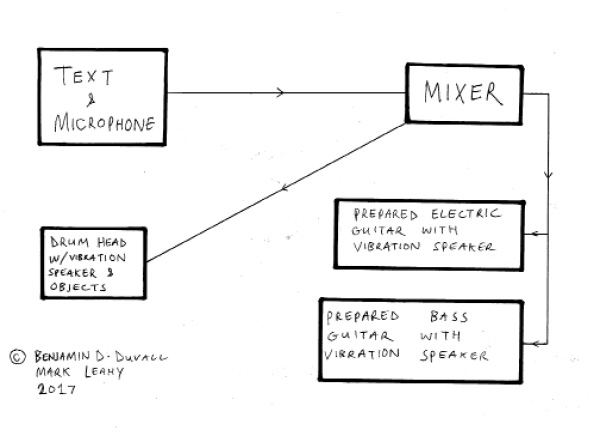 TEXT
&
MICROPHONE
MIXER
PREPARED ELECTRIC
GUITAR WITH
VIBRATION SPEAKER
DRUM HEAD
W/VIBRATION
SPEAKER &
OBJECTS
PREPARED BASS
GUITAR WITH
VIBRATION SPEAKER
© BENJAMIN D. DUVALL
MARK LEAHY
2017